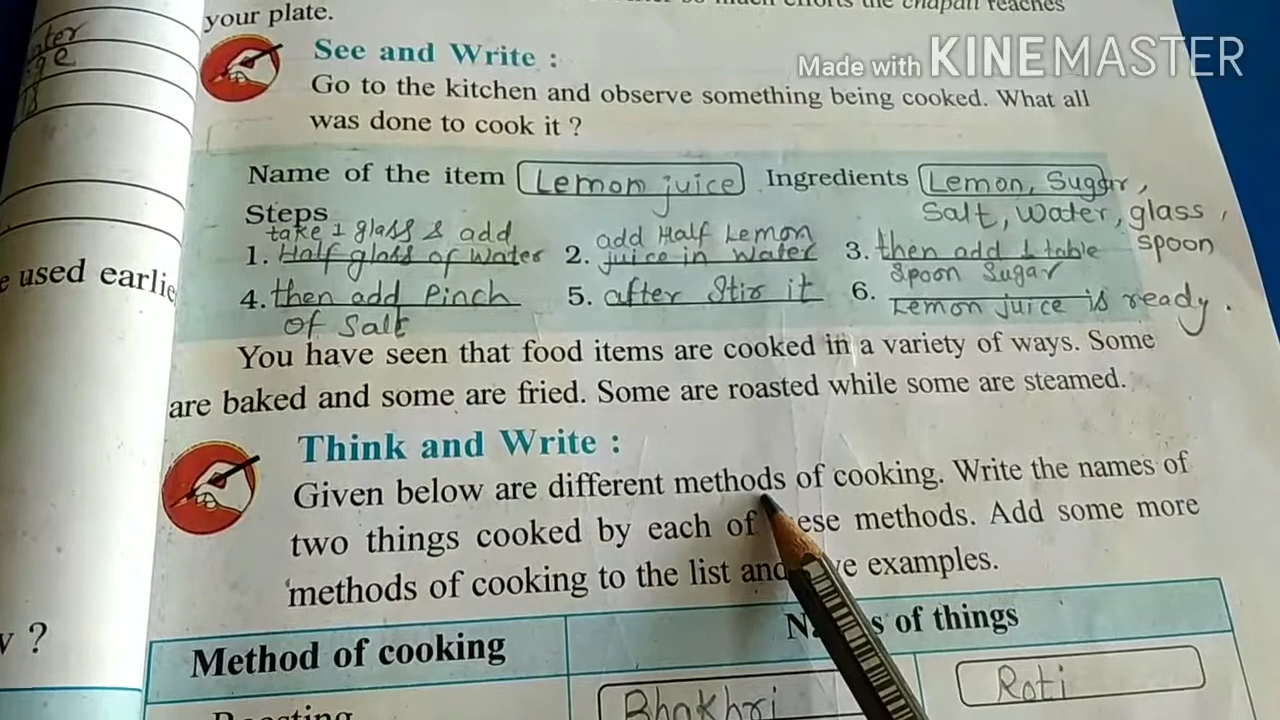 your plate.
the chapati reaches
See and Write :
Made with KINEMASTER
Go to the kitchen and observe something being cooked. What all
was done to cook it ?
Name of the item Lemon juice Ingredients Lemon, Sugar,
Salt, Water, glass,
spoon
Steps
take 1 glass & add
1. Half glass of water
add Half Lemon
2. juice in water
3. then add 1 table
Spoon Sugar
4. then add Pinch
of Salt
5. after Stir it
6. Lemon juice is ready.
You have seen that food items are cooked in a variety of ways. Some
are baked and some are fried. Some are roasted while some are steamed.
e used earlie
Think and Write :
Given below are different methods of cooking. Write the names of
two things cooked by each of ese methods. Add some more
methods of cooking to the list and ve examples.
Method of cooking
N s of things
Roasting
Bhakhri
Roti